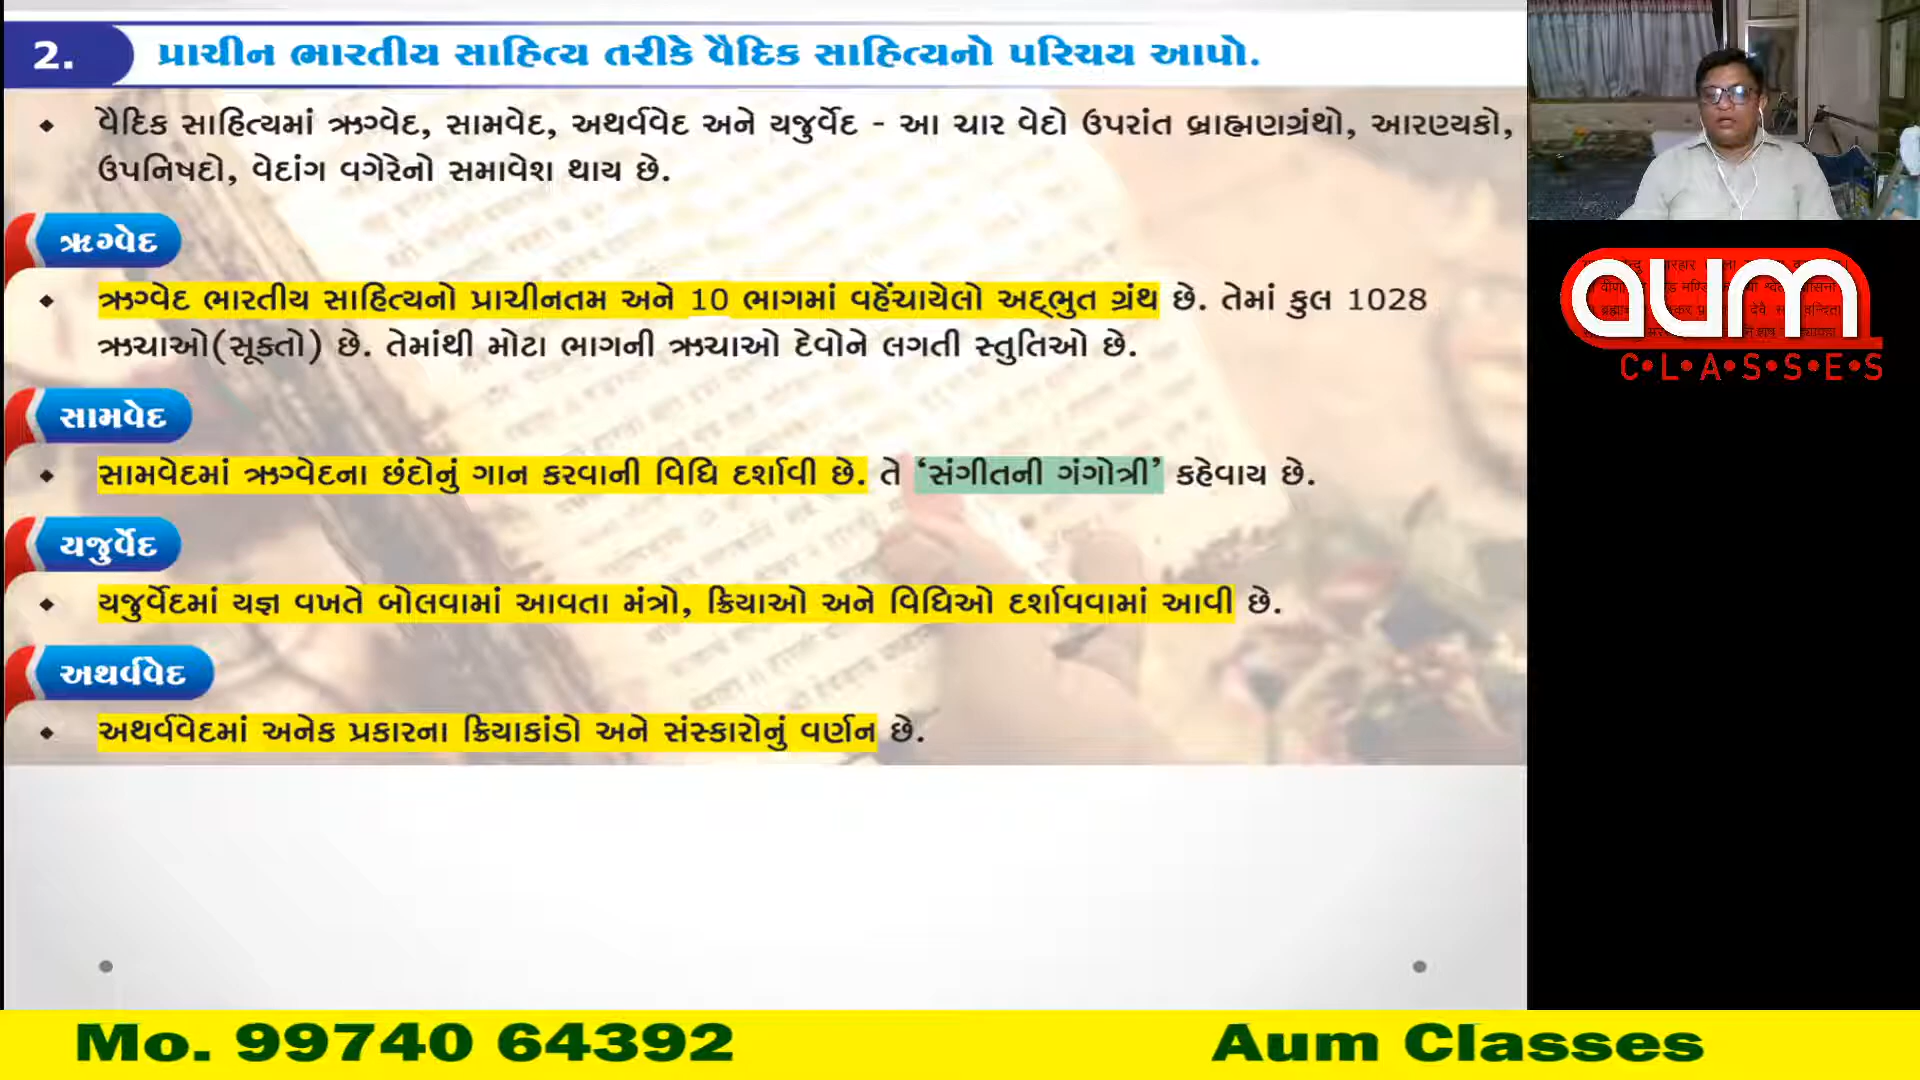 2. પ્રાચીન ભારતીય સાહિત્ય તરીકે વૈદિક સાહિત્યનો પરિચય આપો.
◆ વૈદિક સાહિત્યમાં ઋગ્વેદ, સામવેદ, અથર્વવેદ અને યજુર્વેદ - આ ચાર વેદો ઉપરાંત બ્રાહ્મણગ્રંથો, આરણ્યકો,
ઉપનિષદો, વેદાંગ વગેરેનો સમાવેશ થાય છે.
ઋગ્વેદ
◆ ઋગ્વેદ ભારતીય સાહિત્યનો પ્રાચીનતમ અને 10 ભાગમાં વહેંચાયેલો અદ્ભુત ગ્રંથ છે. તેમાં કુલ 1028
ઋચાઓ(સૂક્તો) છે. તેમાંથી મોટા ભાગની ઋચાઓ દેવોને લગતી સ્તુતિઓ છે.
સામવેદ
◆ સામવેદમાં ઋગ્વેદના છંદોનું ગાન કરવાની વિધિ દર્શાવી છે. તે ‘સંગીતની ગંગોત્રી’ કહેવાય છે.
યજુર્વેદ
◆ યજુર્વેદમાં યજ્ઞ વખતે બોલવામાં આવતા મંત્રો, ક્રિયાઓ અને વિધિઓ દર્શાવવામાં આવી છે.
અથર્વવેદ
◆ અથર્વવેદમાં અનેક પ્રકારના ક્રિયાકાંડો અને સંસ્કારોનું વર્ણન છે.
aum
C•L•A•S•S•E•S
Mo. 99740 64392
Aum Classes